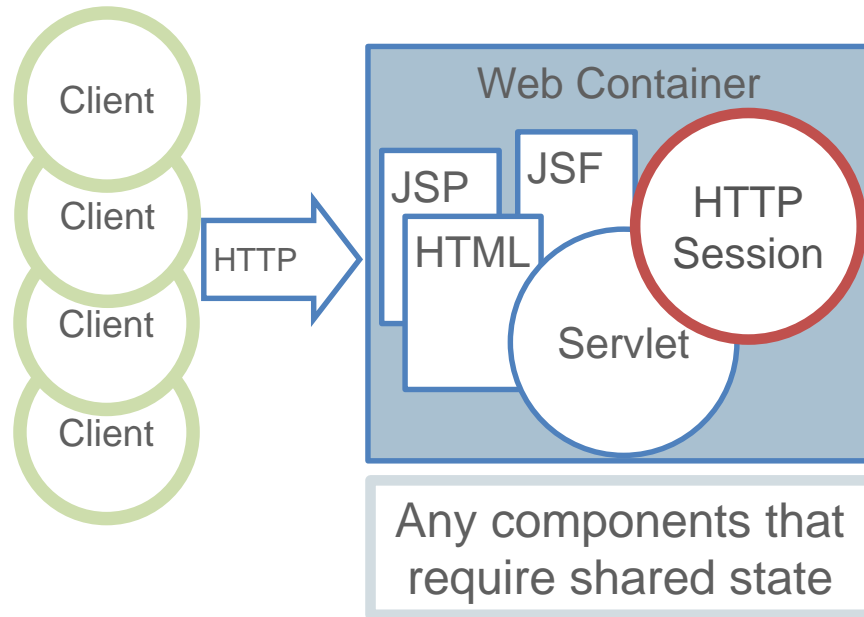 Client
Client
Client
Client
HTTP
Web Container
JSP
JSF
HTML
HTTP
Session
Servlet
Any components that
require shared state